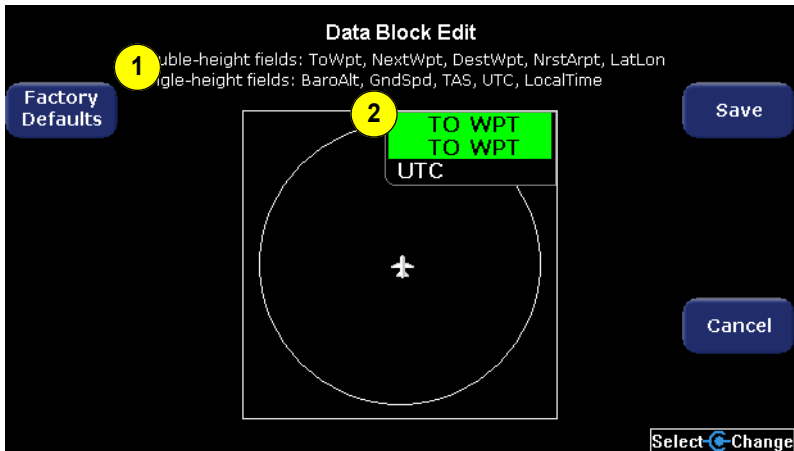 Data Block Edit
1
uble-height fields: ToWpt, NextWpt, DestWpt, NrstArpt, LatLon
gle-height fields: BaroAlt, GndSpd, TAS, UTC, LocalTime
Factory
Defaults
2
TO WPT
TO WPT
UTC
Save
Cancel
Select Change